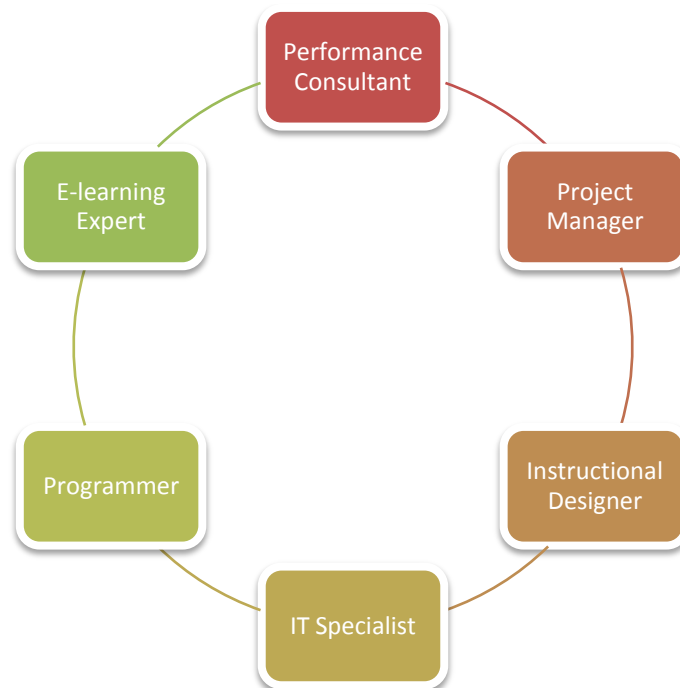 Performance
Consultant
Project
Manager
Instructional
Designer
IT Specialist
Programmer
E-learning
Expert